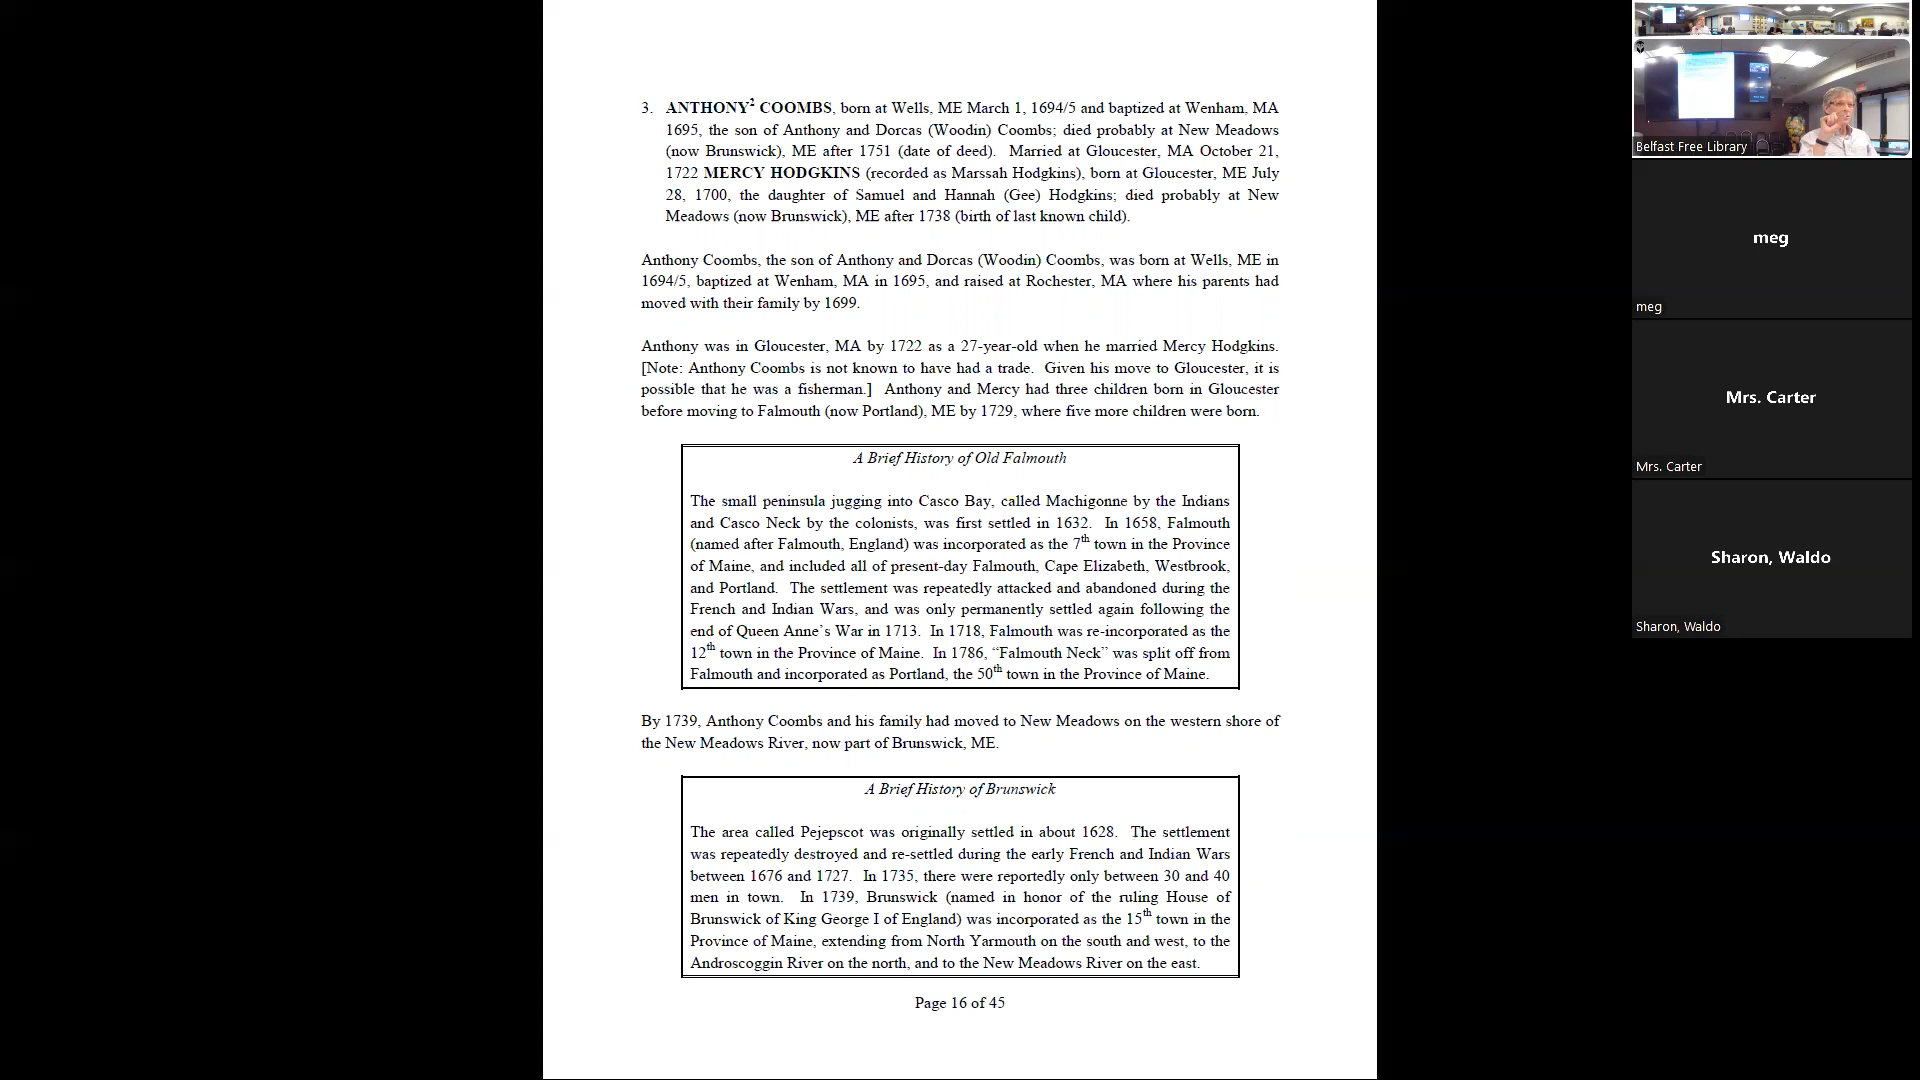 3. ANTHONY² COOMBS, born at Wells, ME March 1, 1694/5 and baptized at Wenham, MA
1695, the son of Anthony and Dorcas (Woodin) Coombs; died probably at New Meadows
(now Brunswick), ME after 1751 (date of deed). Married at Gloucester, MA October 21,
1722 MERCY HODGKINS (recorded as Marssah Hodgkins), born at Gloucester, ME July
28, 1700, the daughter of Samuel and Hannah (Gee) Hodgkins; died probably at New
Meadows (now Brunswick), ME after 1738 (birth of last known child).
Anthony Coombs, the son of Anthony and Dorcas (Woodin) Coombs, was born at Wells, ME in
1694/5, baptized at Wenham, MA in 1695, and raised at Rochester, MA where his parents had
moved with their family by 1699.
Anthony was in Gloucester, MA by 1722 as a 27-year-old when he married Mercy Hodgkins.
[Note: Anthony Coombs is not known to have had a trade. Given his move to Gloucester, it is
possible that he was a fisherman.] Anthony and Mercy had three children born in Gloucester
before moving to Falmouth (now Portland), ME by 1729, where five more children were born.
A Brief History of Old Falmouth
The small peninsula jugging into Casco Bay, called Machigonne by the Indians
and Casco Neck by the colonists, was first settled in 1632. In 1658, Falmouth
(named after Falmouth, England) was incorporated as the 7th town in the Province
of Maine, and included all of present-day Falmouth, Cape Elizabeth, Westbrook,
and Portland. The settlement was repeatedly attacked and abandoned during the
French and Indian Wars, and was only permanently settled again following the
end of Queen Anne's War in 1713. In 1718, Falmouth was re-incorporated as the
12th town in the Province of Maine. In 1786, "Falmouth Neck" was split off from
Falmouth and incorporated as Portland, the 50th town in the Province of Maine.
By 1739, Anthony Coombs and his family had moved to New Meadows on the western shore of
the New Meadows River, now part of Brunswick, ME.
A Brief History of Brunswick
The area called Pejepscot was originally settled in about 1628. The settlement
was repeatedly destroyed and re-settled during the early French and Indian Wars
between 1676 and 1727. In 1735, there were reportedly only between 30 and 40
men in town. In 1739, Brunswick (named in honor of the ruling House of
Brunswick of King George I of England) was incorporated as the 15th town in the
Province of Maine, extending from North Yarmouth on the south and west, to the
Androscoggin River on the north, and to the New Meadows River on the east.
Page 16 of 45
Belfast Free Library
meg
meg
Mrs. Carter
Mrs. Carter
Sharon, Waldo
Sharon, Waldo